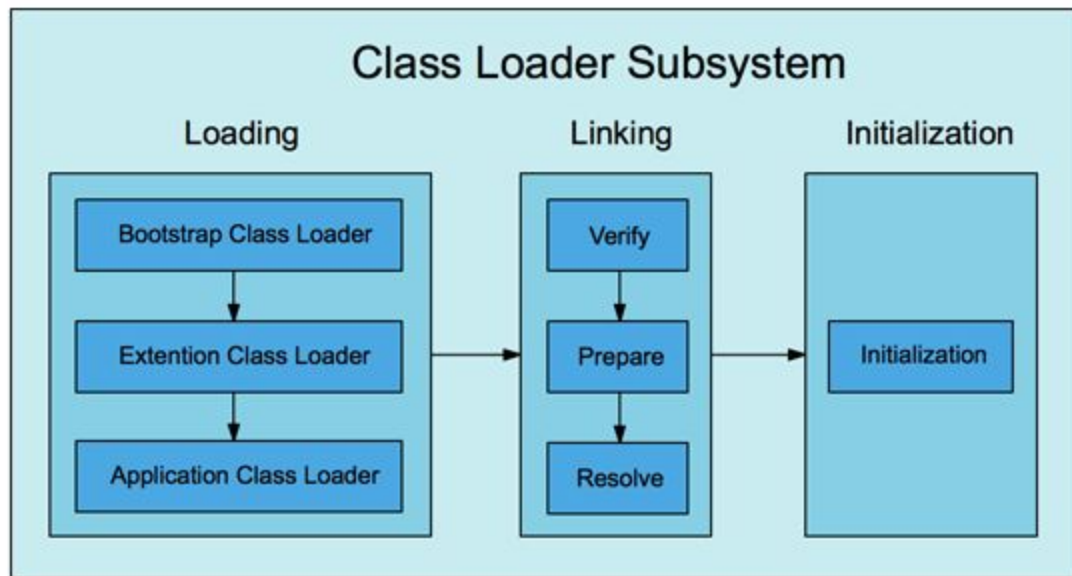 Class Loader Subsystem
Loading
Bootstrap Class Loader
Extention Class Loader
Application Class Loader
Linking
Verify
Prepare
Resolve
Initialization
Initialization